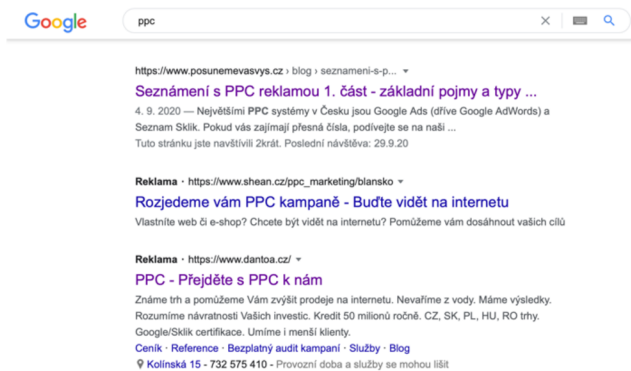 Google
ppc
https://www.posunemevasvys.cz › blog › seznameni-s-p...
Seznámení s PPC reklamou 1. část - základní pojmy a typy ...
4. 9. 2020 — Největšími PPC systémy v Česku jsou Google Ads (dříve Google AdWords) a
Seznam Sklik. Pokud vás zajímají přesná čísla, podívejte se na naši ...
Tuto stránku jste navštívili 2krát. Poslední návštěva: 29.9.20
Reklama · https://www.shean.cz/ppc_marketing/blansko
Rozjedeme vám PPC kampaně - Buďte vidět na internetu
Vlastníte web či e-shop? Chcete být vidět na internetu? Pomůžeme vám dosáhnout vašich cílů
Reklama · https://www.dantoa.cz/
PPC - Přejděte s PPC k nám
Známe trh a pomůžeme Vám zvýšit prodeje na internetu. Nevaříme z vody. Máme výsledky.
Rozumíme návratnosti Vašich investic. Kredit 50 milionů ročně. CZ, SK, PL, HU, RO trhy.
Google/Sklik certifikace. Umíme i menší klienty.
Ceník · Reference · Bezplatný audit kampaní · Služby · Blog
Kolínská 15 - 732 575 410 - Provozní doba a služby se mohou lišit